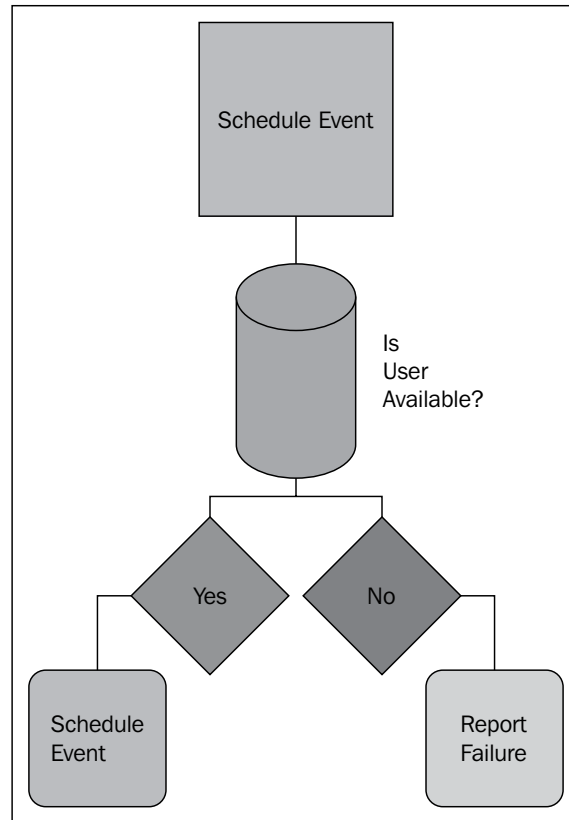 Schedule Event
Is
User
Available?
Yes
No
Schedule
Event
Report
Failure